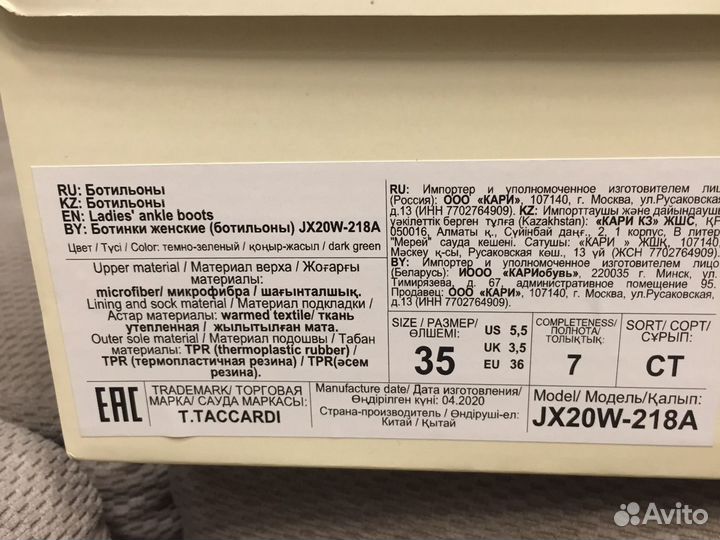 RU: Ботильоны
KZ: Ботильоны
EN: Ladies' ankle boots
BY: Ботинки женские (ботильоны) JX20W-218A
Цвет / Түсі / Color: темно-зеленый / қоңыр-жасыл / dark green
Upper material / Материал верха / Жоғарғы
материалы:
microfiber/ микрофибра / шағынталшық.
Lining and sock material / Материал подкладки /
Астар материалы: warmed textile/ ткань
утепленная / жылытылған мата.
Outer sole material / Материал подошвы / Табан
материалы: TPR (thermoplastic rubber) /
TPR (термопластичная резина) / TPR(әсем
резина).
EAC
TRADEMARK/ ТОРГОВАЯ
МАРКА/ САУДА МАРКАСЫ:
T.TACCARDI
RU: Импортер и уполномоченное изготовителем лиц
(Россия): ООО «КАРИ», 107140, г. Москва, ул.Русаковская
д.13 (ИНН 7702764909). KZ: Импорттаушы және дайындауш
уәкілеттік берген тұлға (Kazakhstan): «КАРИ КЗ» ЖШС, ҚР
050000, Алматы қ., Сүйінбай даңғ., 2, 1 корпус, В литер
"Мерей" сауда кешені. Сатушы: «КАРИ » ЖШҚ, 107140
Мәскеу қ-сы, Русаковская көш., 13 үй (ЖСН 7702764909)
BY: Импортер и уполномоченное изготовителем лицо
(Беларусь): ИООО «КАРИобувь», 220035 г. Минск, ул.
Тимирязева, д. 67, административное помещение 95.
Продавец: ООО «КАРИ», 107140, г. Москва, ул.Русаковская,
д.13 (ИНН 7702764909).
SIZE / РАЗМЕР/
ӨЛШЕМІ:
35
US 5,5
UK 3,5
EU 36
COMPLETENESS/
ПОЛНОТА/
ТОЛЫҚТЫҚ:
7
SORT/ СОРТ/
СҰРЫП:
СТ
Manufacture date/ Дата изготовления/
Өндірілген күні: 04.2020
Страна-производитель / Өндіруші-ел:
Китай / Қытай
Model/ Модель/Қалып:
JX20W-218A
Avito